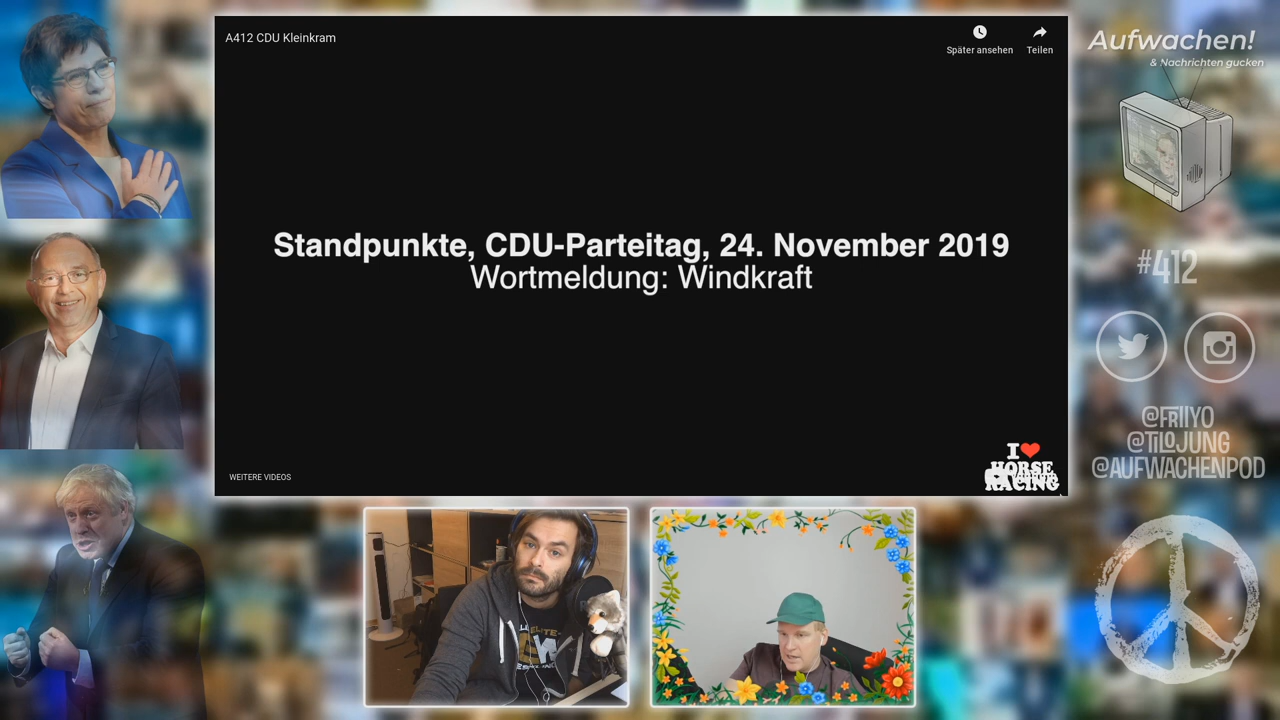 A412 CDU Kleinkram
Später ansehen
Teilen
Standpunkte, CDU-Parteitag, 24. November 2019
Wortmeldung: Windkraft
WEITERE VIDEOS
I
HORSE
RACING
Aufwachen!
& Nachrichten gucken
#412
@FRIIYO
@TILOJUNG
@AUFWACHENPOD